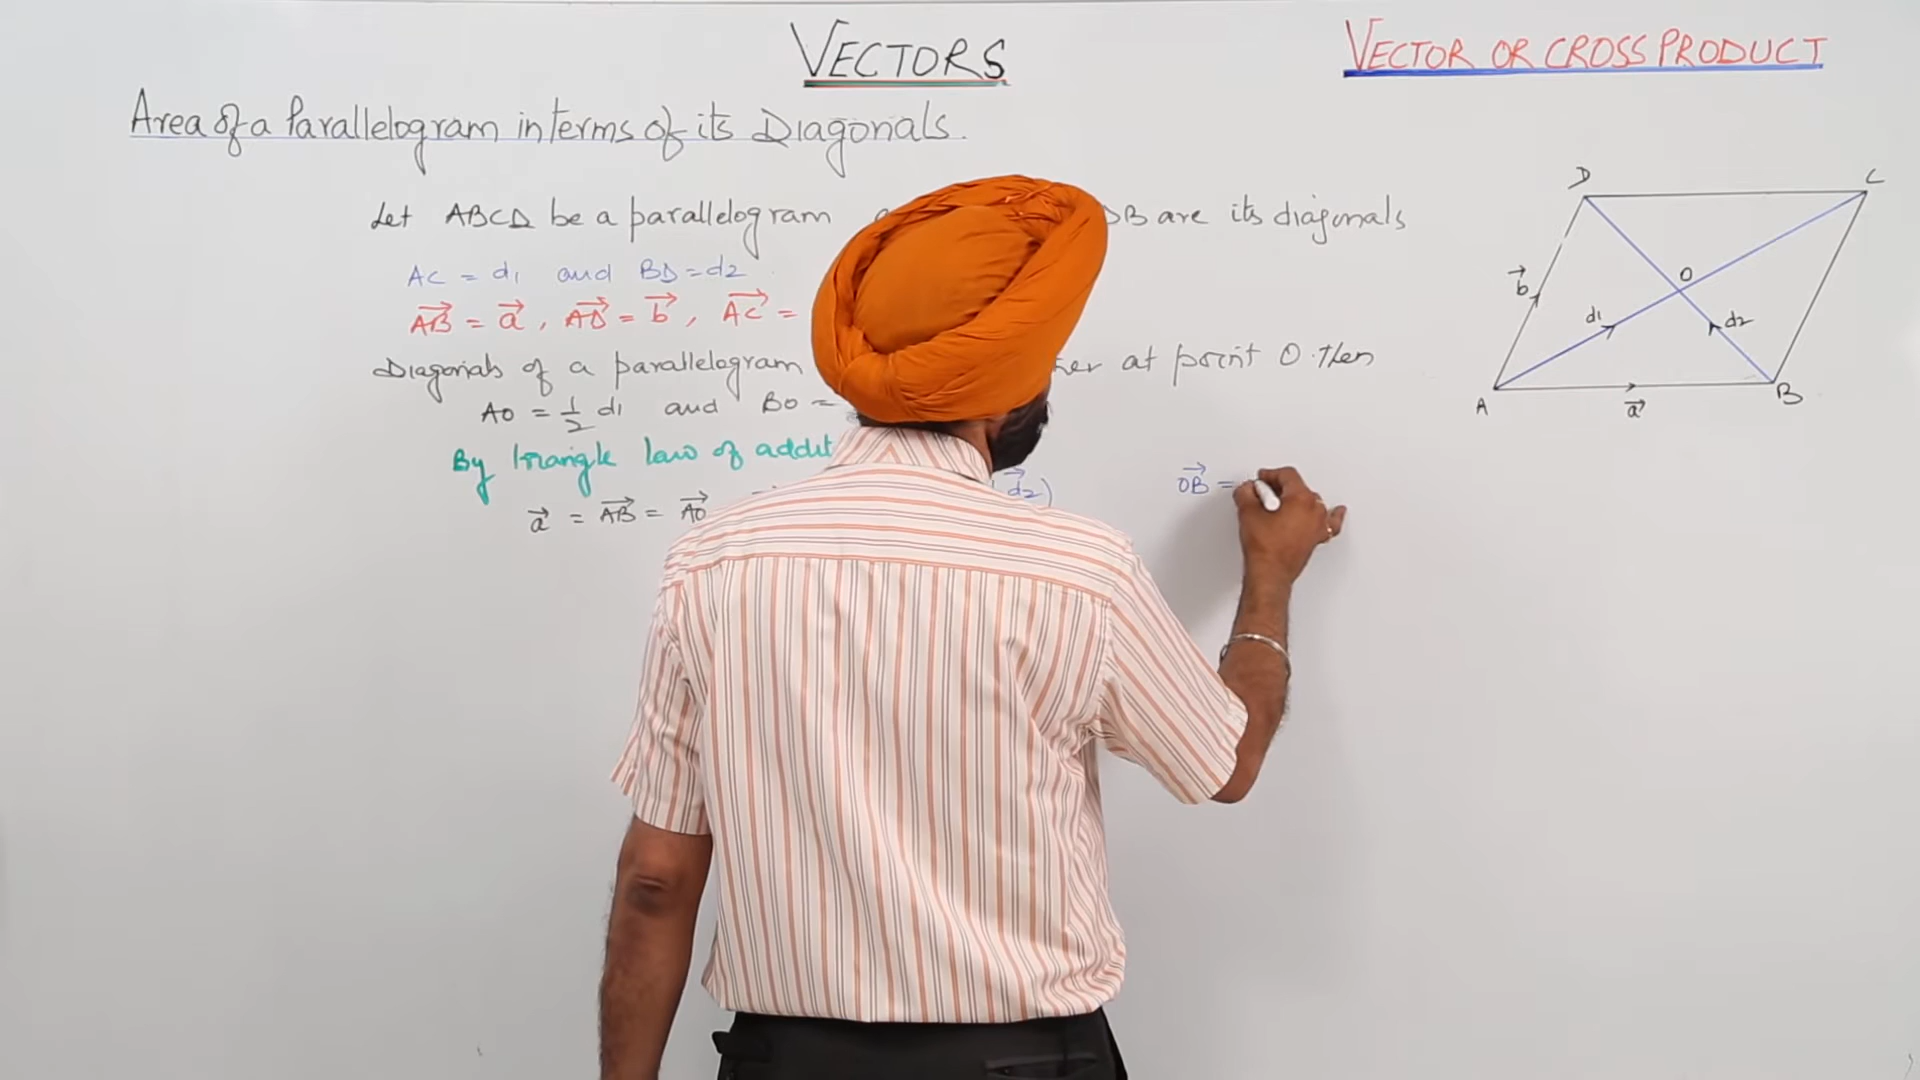 VECTORS
VECTOR OR CROSS PRODUCT
Area of a Parallelogram in terms of its Diagonals.
Let ABCD be a parallelogram DB are its diagonals
AC = d1 and BD = d2
AB→ = a→, AD→ = b→, AC→ =
Diagonals of a parallelogram at point O. then
AO = 1/2 d1 and BO =
By triangle law of addit
a→ = AB→ = AO→ d2→)
OB→ =
D
C
O
b→
d1
d2
A
a→
B